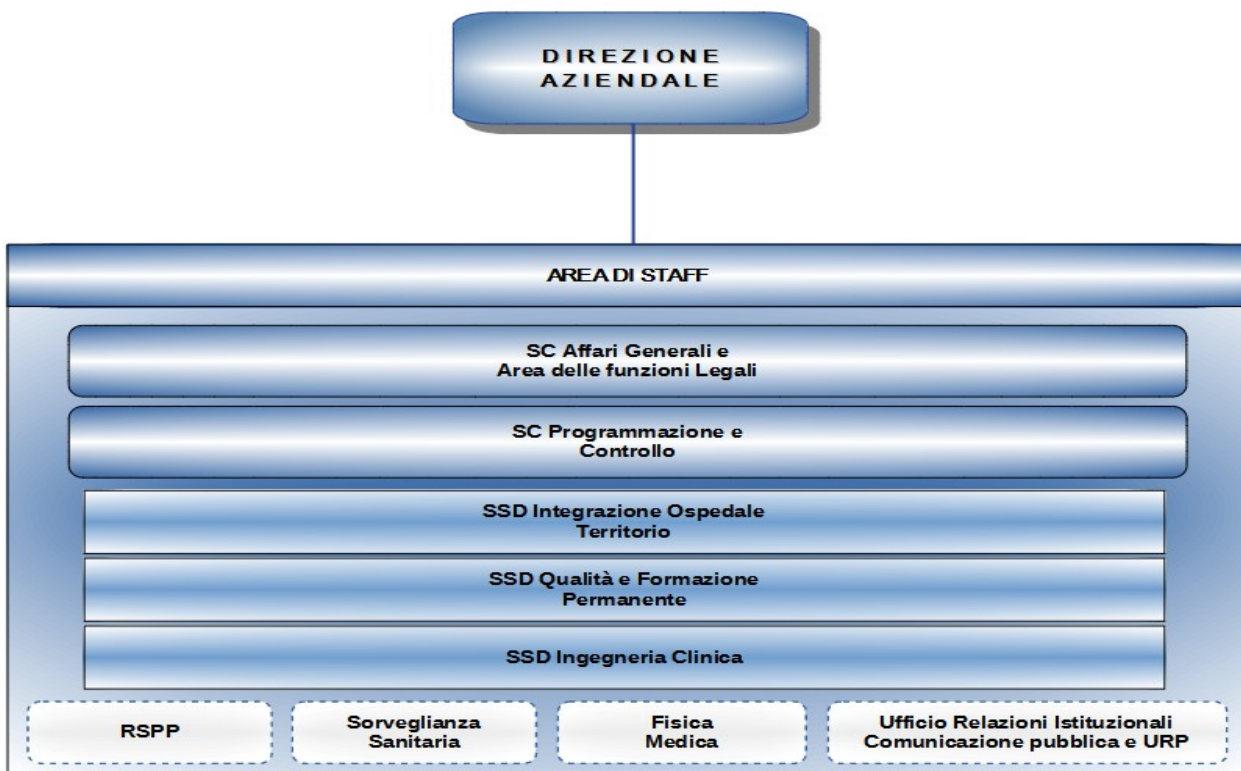 DIREZIONE
AZIENDALE
AREA DI STAFF
SC Affari Generali e
Area delle funzioni Legali
SC Programmazione e
Controllo
SSD Integrazione Ospedale
Territorio
SSD Qualità e Formazione
Permanente
SSD Ingegneria Clinica
RSPP
Sorveglianza
Sanitaria
Fisica
Medica
Ufficio Relazioni Istituzionali
Comunicazione pubblica e URP